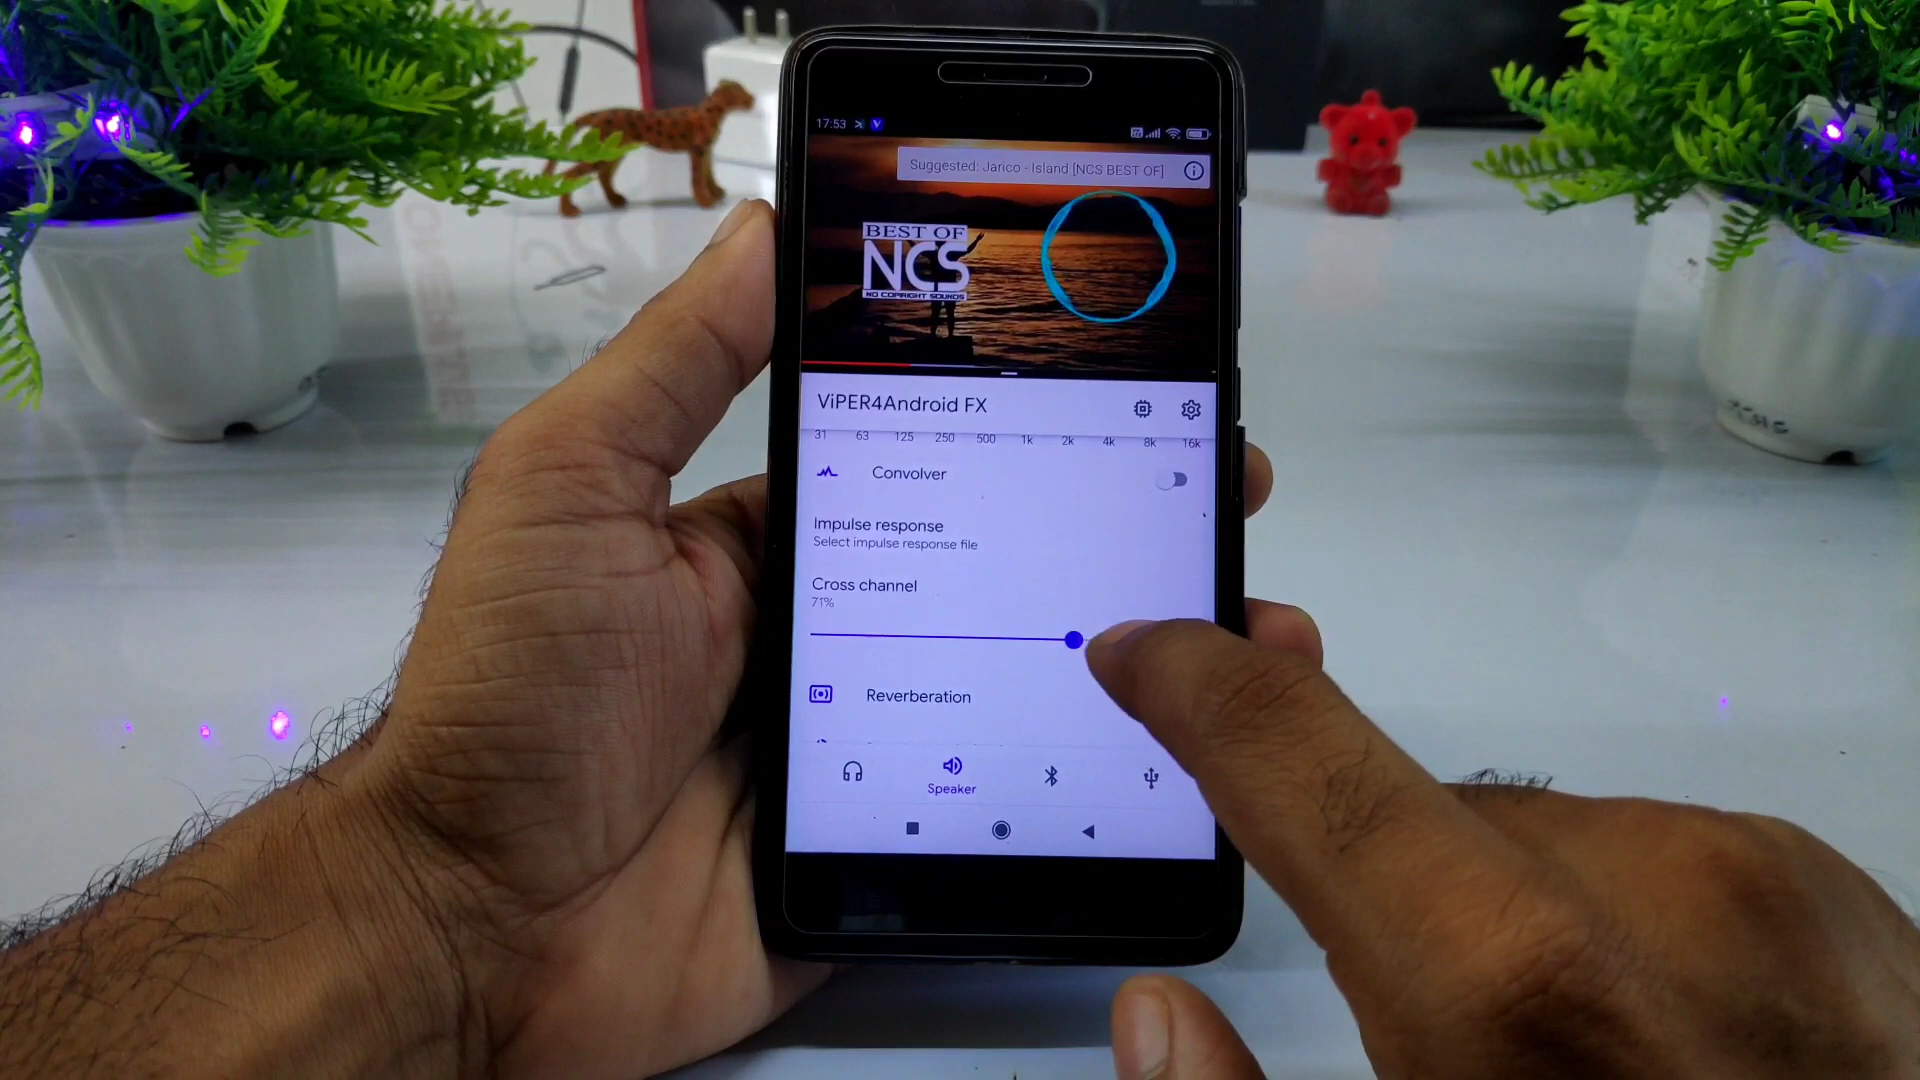 17:53
Suggested: Jarico - Island [NCS BEST OF]
BEST OF
NCS
NO COPYRIGHT SOUNDS
ViPER4Android FX
31 63 125 250 500 1k 2k 4k 8k 16k
Convolver
Impulse response
Select impulse response file
Cross channel
71%
Reverberation
Speaker